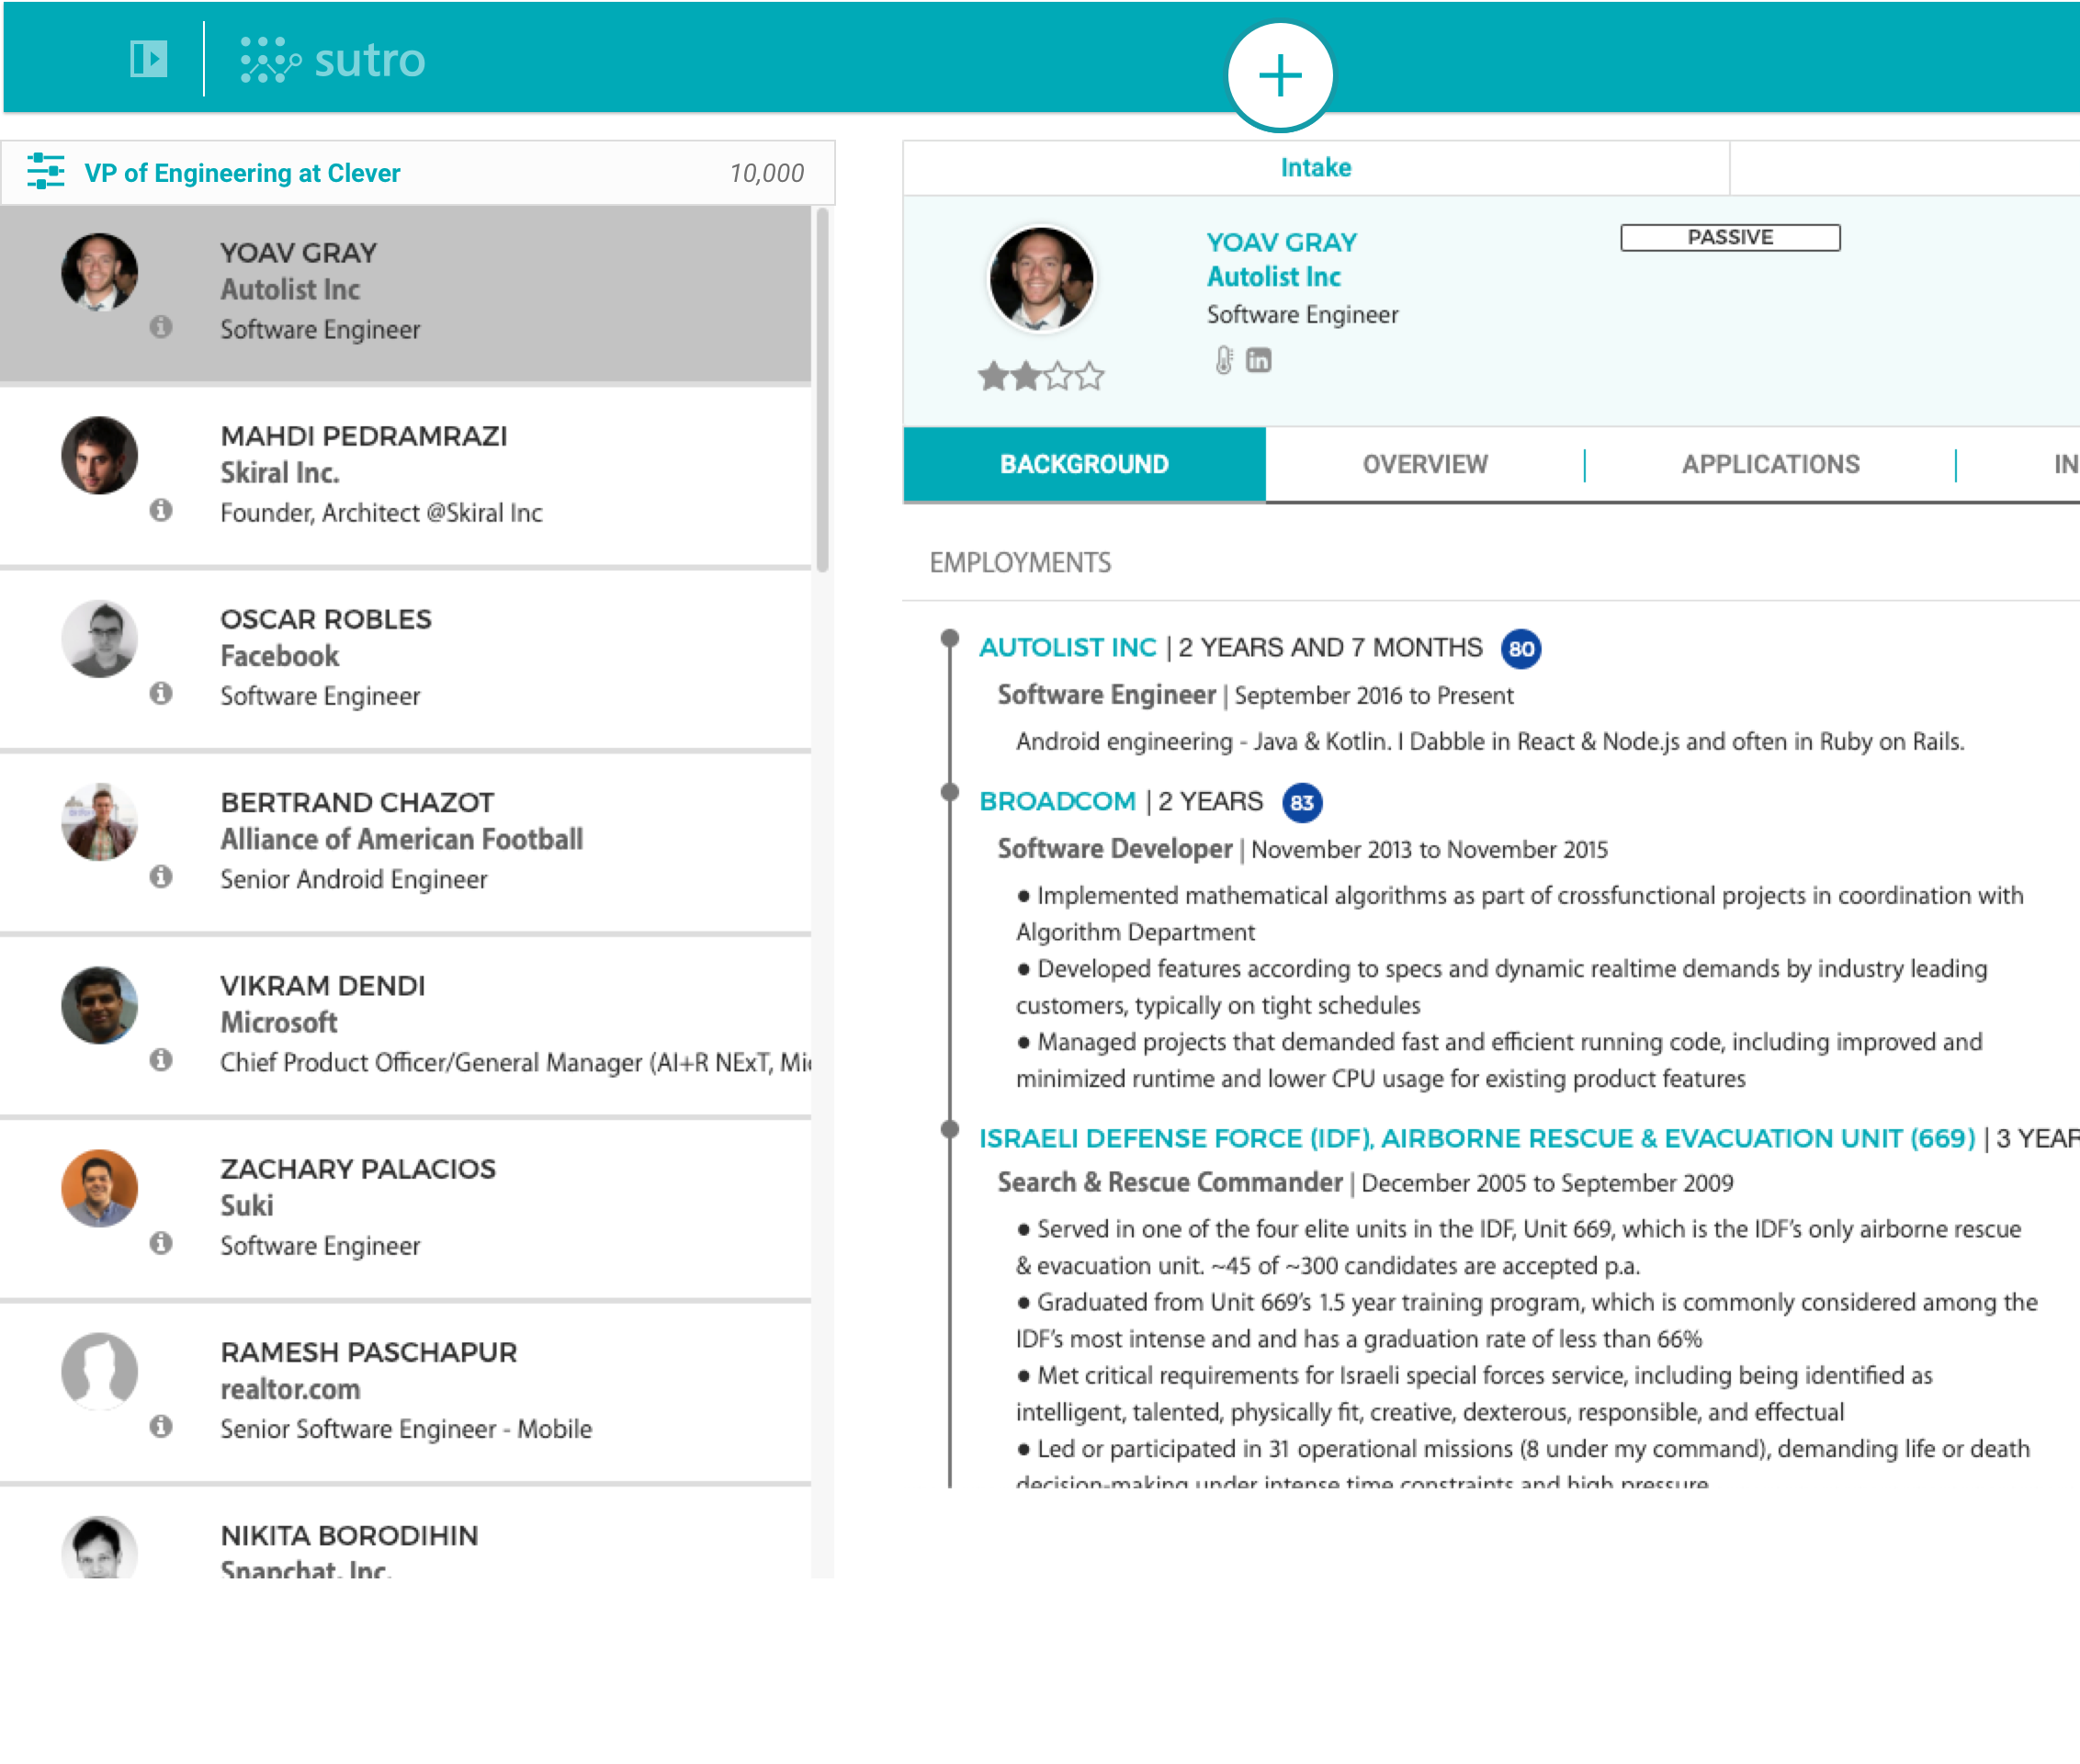 sutro
VP of Engineering at Clever 10,000
YOAV GRAY
Autolist Inc
Software Engineer
MAHDI PEDRAMRAZI
Skiral Inc.
Founder, Architect @Skiral Inc
OSCAR ROBLES
Facebook
Software Engineer
BERTRAND CHAZOT
Alliance of American Football
Senior Android Engineer
VIKRAM DENDI
Microsoft
Chief Product Officer/General Manager (AI+R NExT, Mic
ZACHARY PALACIOS
Suki
Software Engineer
RAMESH PASCHAPUR
realtor.com
Senior Software Engineer - Mobile
NIKITA BORODIHIN
Snapchat, Inc.
Intake
YOAV GRAY
PASSIVE
Autolist Inc
Software Engineer
in
BACKGROUND OVERVIEW | APPLICATIONS | IN
EMPLOYMENTS
AUTOLIST INC | 2 YEARS AND 7 MONTHS 80
Software Engineer | September 2016 to Present
Android engineering - Java & Kotlin. I Dabble in React & Node.js and often in Ruby on Rails.
BROADCOM | 2 YEARS 83
Software Developer | November 2013 to November 2015
● Implemented mathematical algorithms as part of crossfunctional projects in coordination with
Algorithm Department
● Developed features according to specs and dynamic realtime demands by industry leading
customers, typically on tight schedules
● Managed projects that demanded fast and efficient running code, including improved and
minimized runtime and lower CPU usage for existing product features
ISRAELI DEFENSE FORCE (IDF), AIRBORNE RESCUE & EVACUATION UNIT (669) | 3 YEAR
Search & Rescue Commander | December 2005 to September 2009
● Served in one of the four elite units in the IDF, Unit 669, which is the IDF's only airborne rescue
& evacuation unit. ~45 of ~300 candidates are accepted p.a.
● Graduated from Unit 669's 1.5 year training program, which is commonly considered among the
IDF's most intense and and has a graduation rate of less than 66%
● Met critical requirements for Israeli special forces service, including being identified as
intelligent, talented, physically fit, creative, dexterous, responsible, and effectual
● Led or participated in 31 operational missions (8 under my command), demanding life or death
decision-making under intense time constraints and high pressure